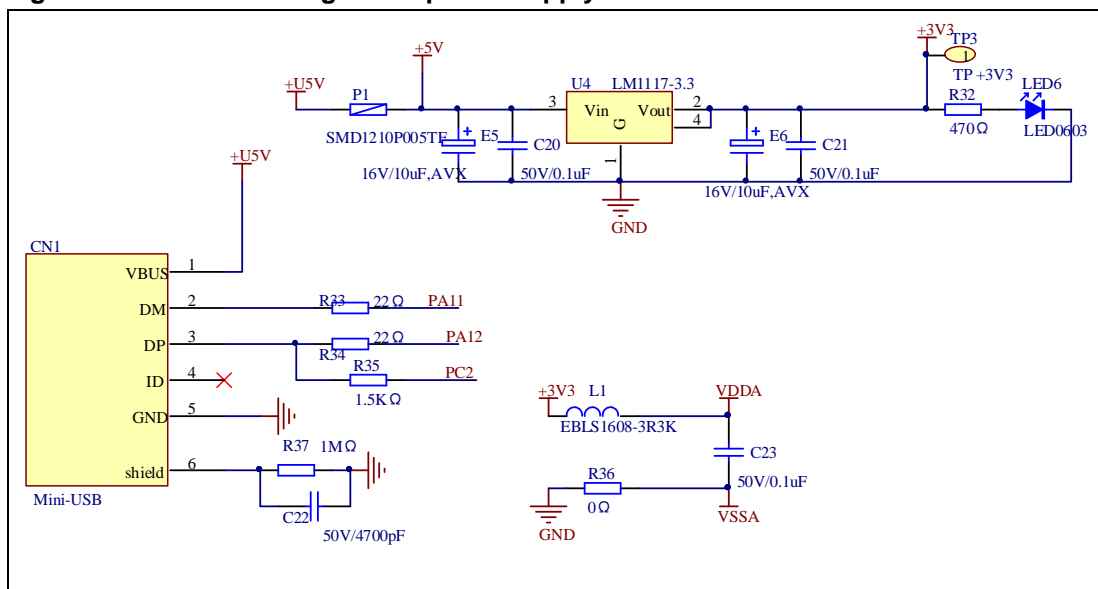 +5V
+3V3
TP3
1
TP +3V3
+U5V
P1
SMD1210P005TF
U4 LM1117-3.3
3 Vin Vout 2
4
G
1
E5
16V/10uF,AVX
C20
50V/0.1uF
E6
16V/10uF,AVX
C21
50V/0.1uF
R32
470Ω
LED6
LED0603
GND
+U5V
CN1
VBUS 1
DM 2
R33 22Ω PA11
DP 3
22Ω PA12
R34
R35 PC2
1.5KΩ
ID 4
GND 5
R37 1MΩ
shield 6
Mini-USB
C22
50V/4700pF
+3V3 L1 VDDA
EBLS1608-3R3K
C23
50V/0.1uF
R36
0Ω
GND
VSSA